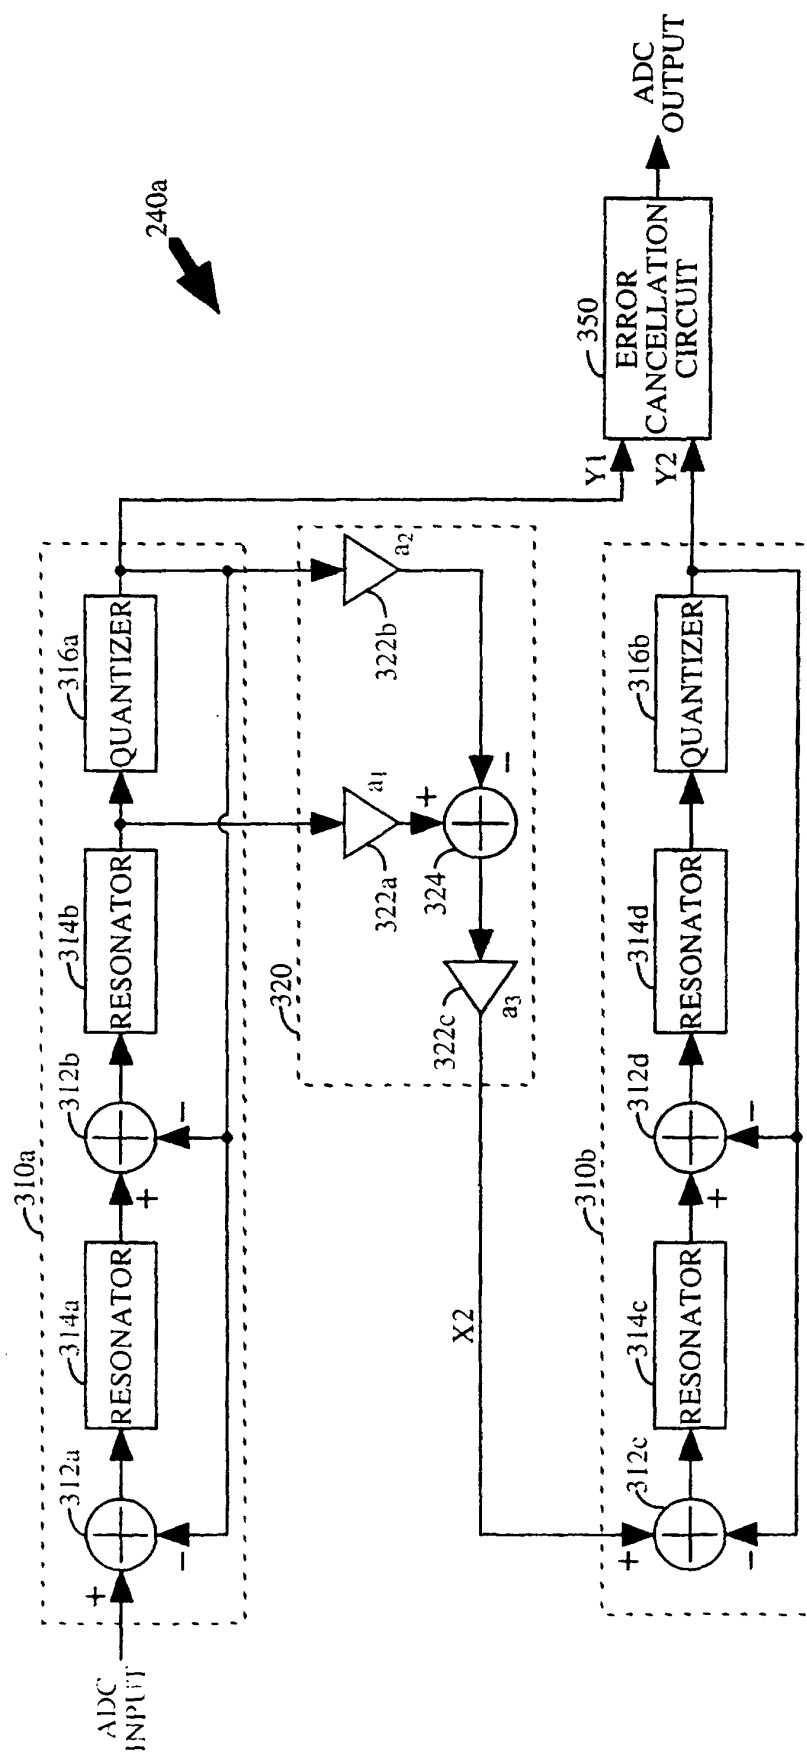 240a
310a
312a
314a
312b
314b
316a
ADC
INPUT
+
−
RESONATOR
+
−
RESONATOR
QUANTIZER
320
322c
a3
324
322a
a1
+
−
322b
a2
X2
Y1
Y2
350
ERROR
CANCELLATION
CIRCUIT
ADC
OUTPUT
310b
312c
314c
312d
314d
316b
+
−
RESONATOR
+
−
RESONATOR
QUANTIZER